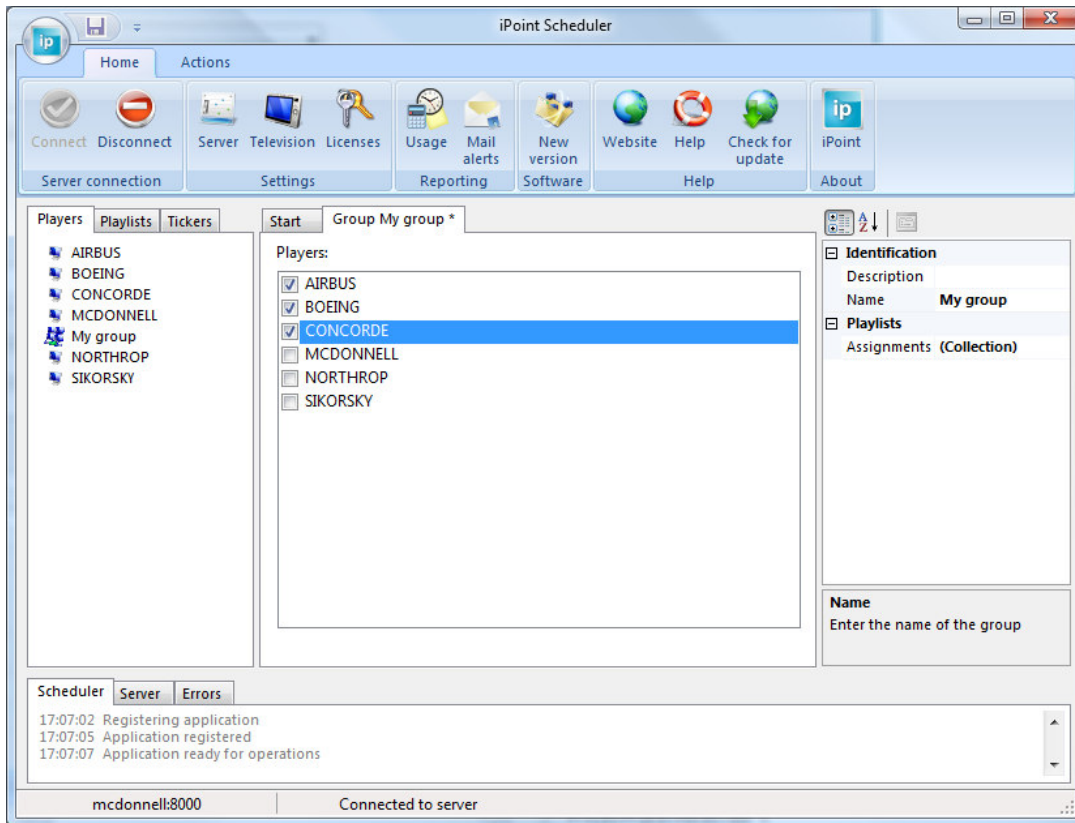 iPoint Scheduler
ip
Home Actions
Connect Disconnect Server Television Licenses Usage Mail alerts New version Website Help Check for update ip iPoint
Server connection Settings Reporting Software Help About
Players Playlists Tickers
AIRBUS
BOEING
CONCORDE
MCDONNELL
My group
NORTHROP
SIKORSKY
Start Group My group *
Players:
AIRBUS
BOEING
CONCORDE
MCDONNELL
NORTHROP
SIKORSKY
A
Z
Identification
Description
Name My group
Playlists
Assignments (Collection)
Name
Enter the name of the group
Scheduler Server Errors
17:07:02 Registering application
17:07:05 Application registered
17:07:07 Application ready for operations
mcdonnell:8000 Connected to server